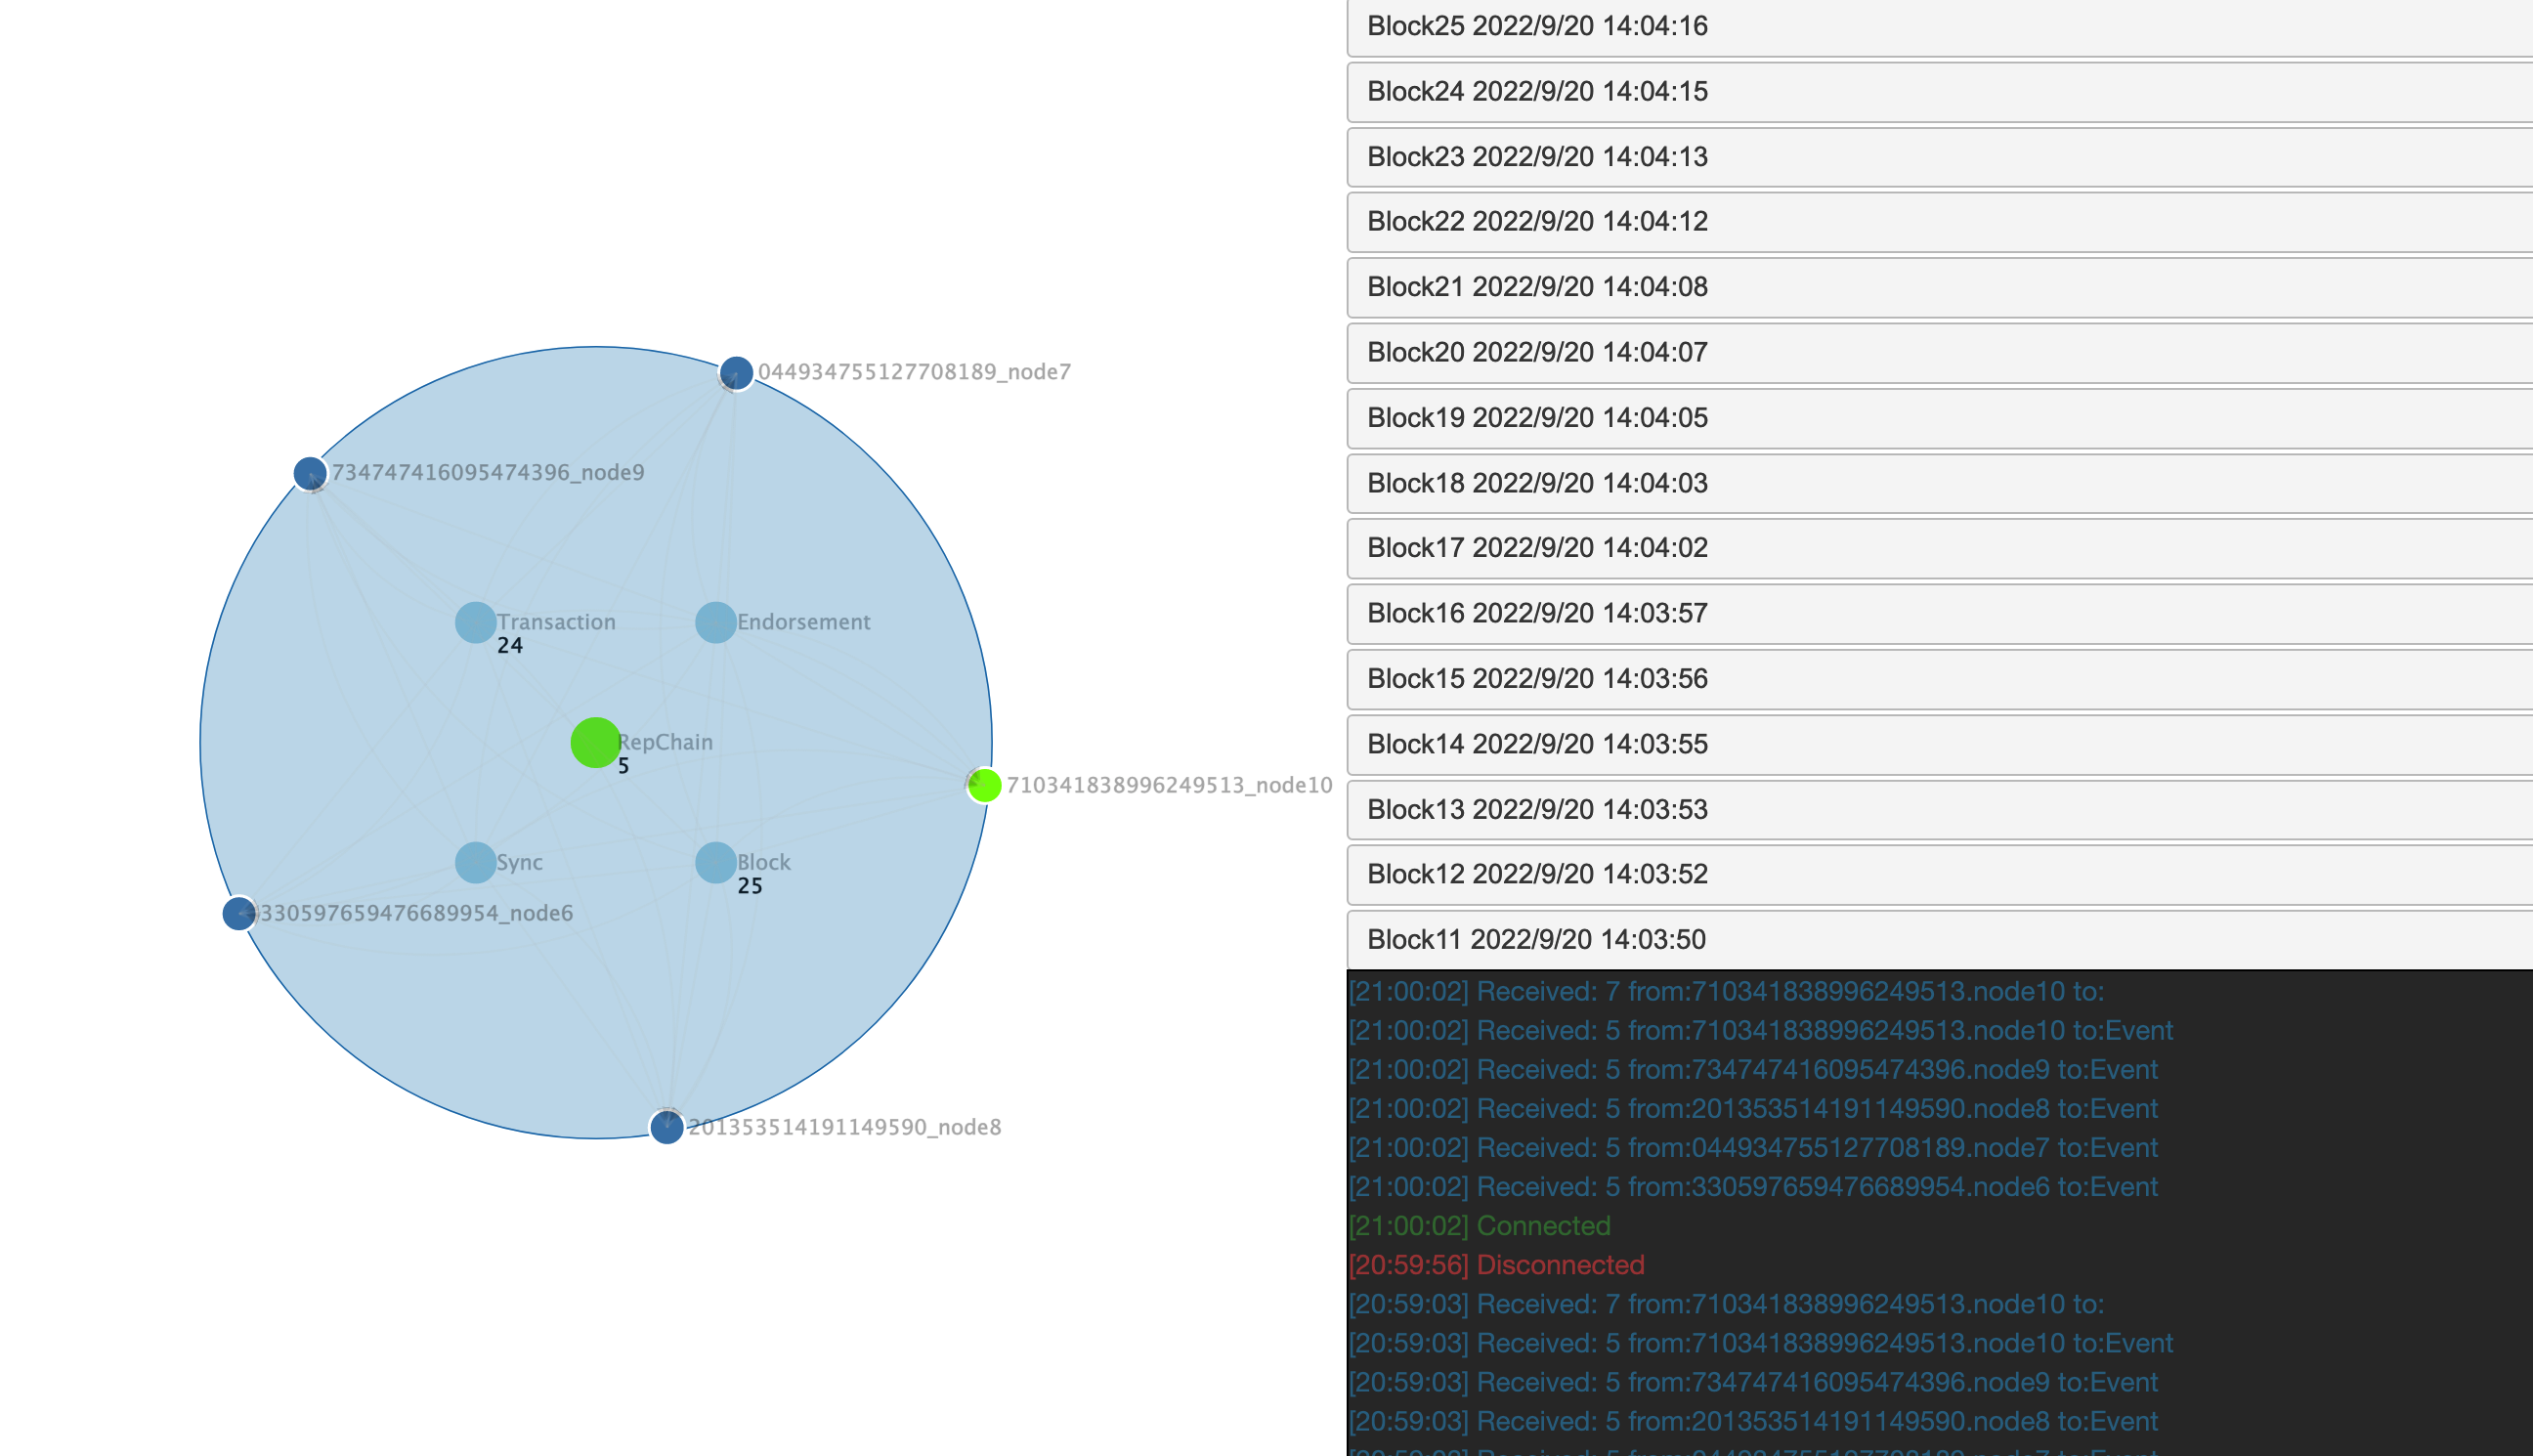 044934755127708189_node7
734747416095474396_node9
Transaction
24
Endorsement
RepChain
5
710341838996249513_node10
Sync
Block
25
330597659476689954_node6
201353514191149590_node8
Block25 2022/9/20 14:04:16
Block24 2022/9/20 14:04:15
Block23 2022/9/20 14:04:13
Block22 2022/9/20 14:04:12
Block21 2022/9/20 14:04:08
Block20 2022/9/20 14:04:07
Block19 2022/9/20 14:04:05
Block18 2022/9/20 14:04:03
Block17 2022/9/20 14:04:02
Block16 2022/9/20 14:03:57
Block15 2022/9/20 14:03:56
Block14 2022/9/20 14:03:55
Block13 2022/9/20 14:03:53
Block12 2022/9/20 14:03:52
Block11 2022/9/20 14:03:50
[21:00:02] Received: 7 from:710341838996249513.node10 to:
[21:00:02] Received: 5 from:710341838996249513.node10 to:Event
[21:00:02] Received: 5 from:734747416095474396.node9 to:Event
[21:00:02] Received: 5 from:201353514191149590.node8 to:Event
[21:00:02] Received: 5 from:044934755127708189.node7 to:Event
[21:00:02] Received: 5 from:330597659476689954.node6 to:Event
[21:00:02] Connected
[20:59:56] Disconnected
[20:59:03] Received: 7 from:710341838996249513.node10 to:
[20:59:03] Received: 5 from:710341838996249513.node10 to:Event
[20:59:03] Received: 5 from:734747416095474396.node9 to:Event
[20:59:03] Received: 5 from:201353514191149590.node8 to:Event